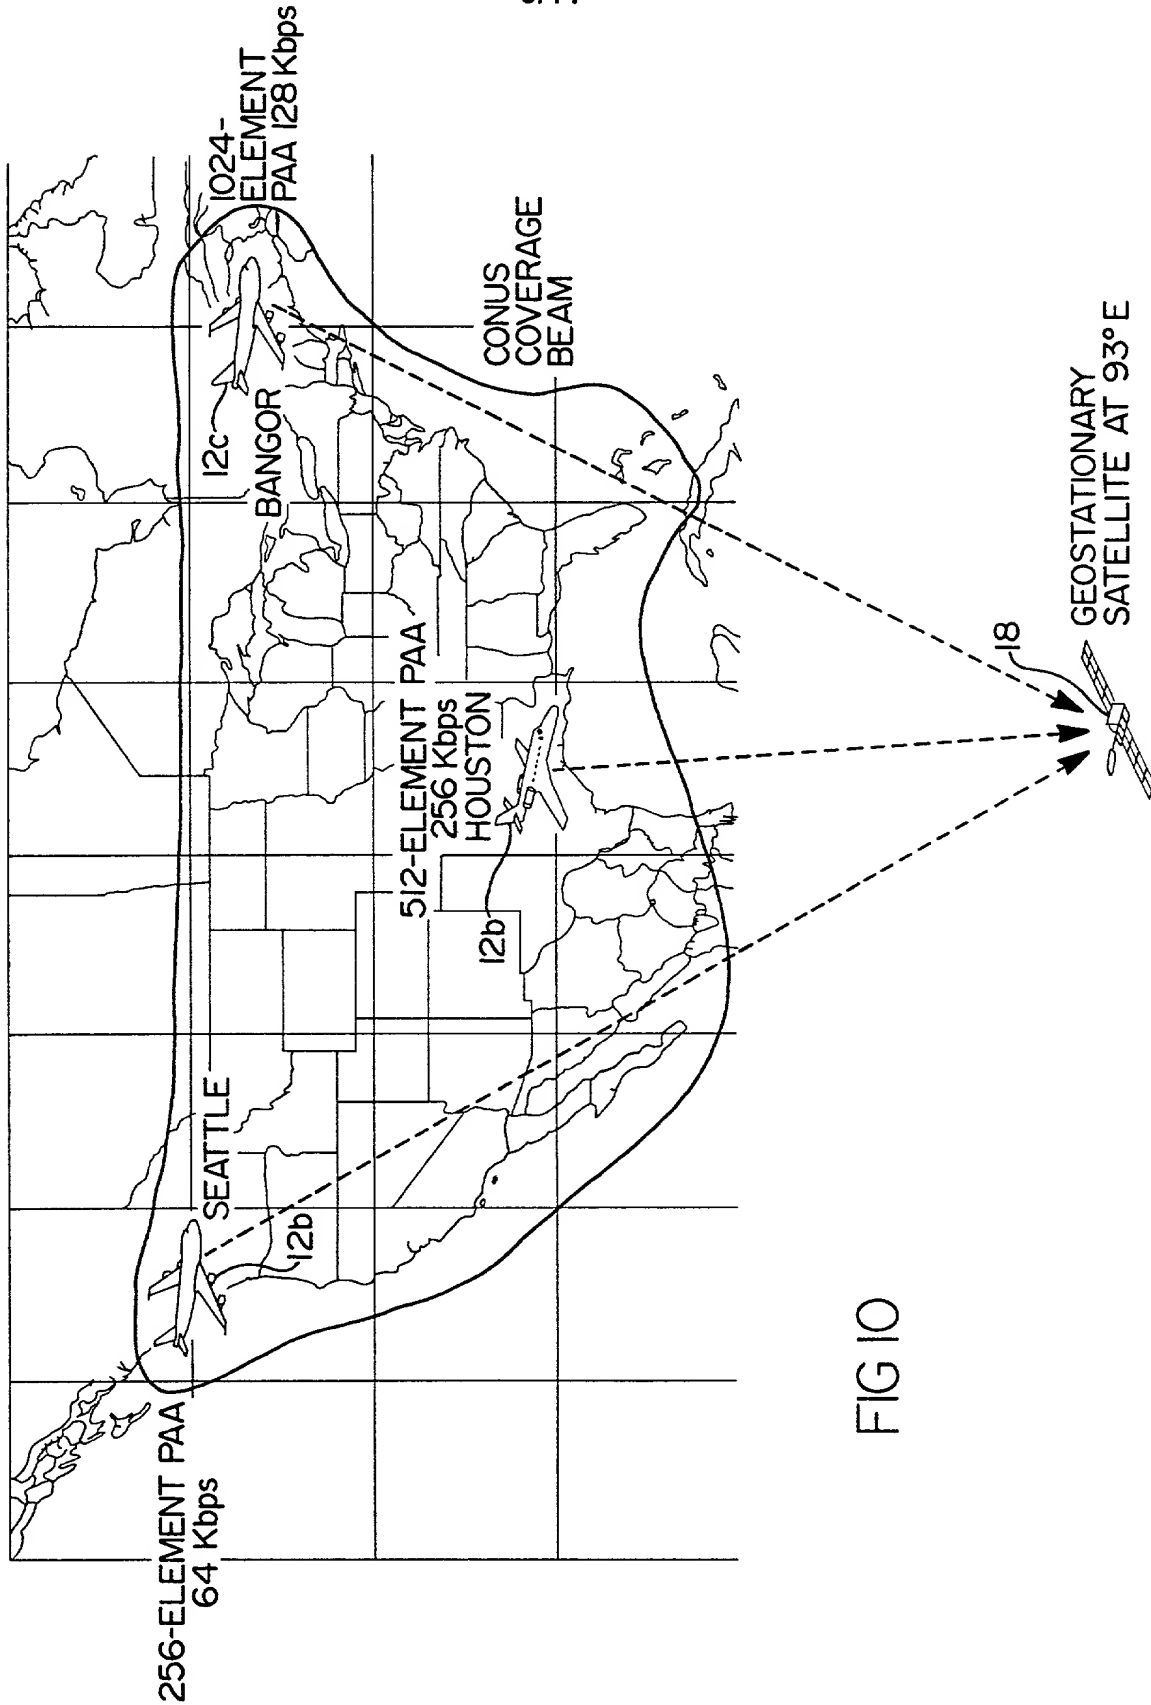 256-ELEMENT PAA
64 Kbps
SEATTLE
12b
512-ELEMENT PAA
256 Kbps
HOUSTON
12b
12c
BANGOR
1024-
ELEMENT
PAA 128 Kbps
CONUS
COVERAGE
BEAM
18
GEOSTATIONARY
SATELLITE AT 93° E
FIG 10